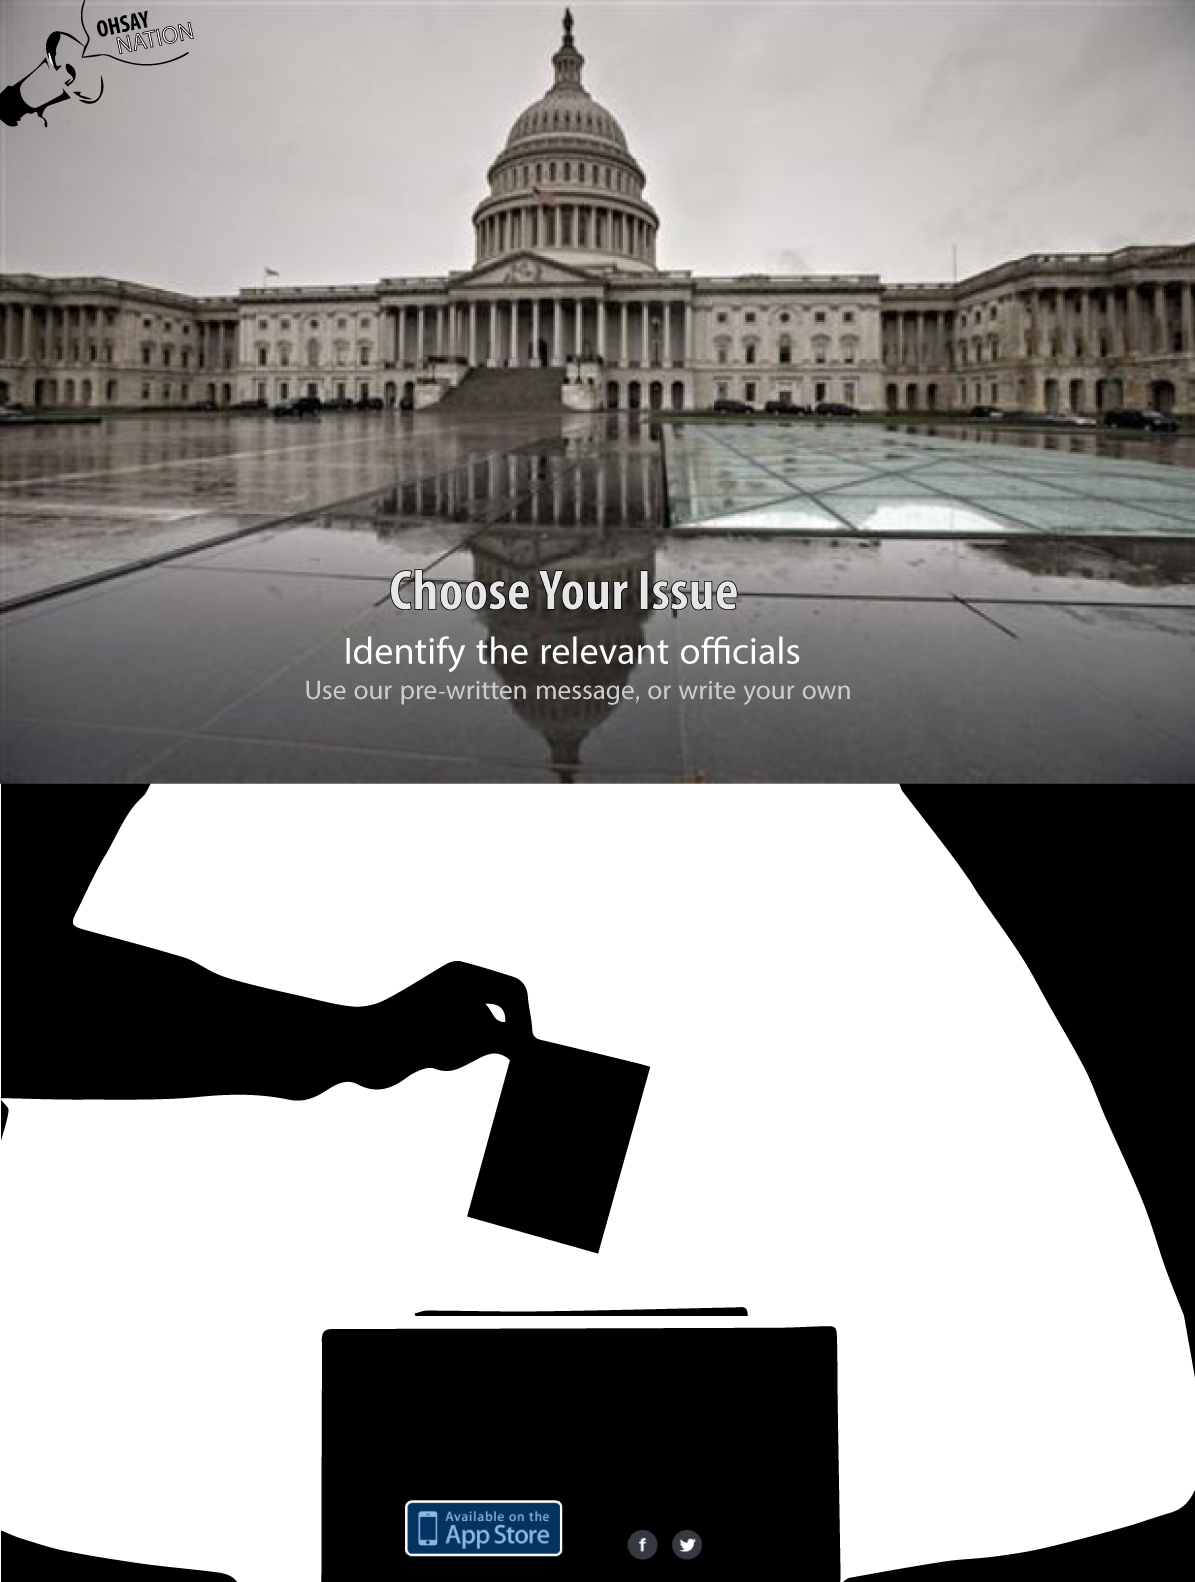 OHSAY
NATION
Choose Your Issue
Identify the relevant officials
Use our pre-written message, or write your own
Available on the
App Store
f